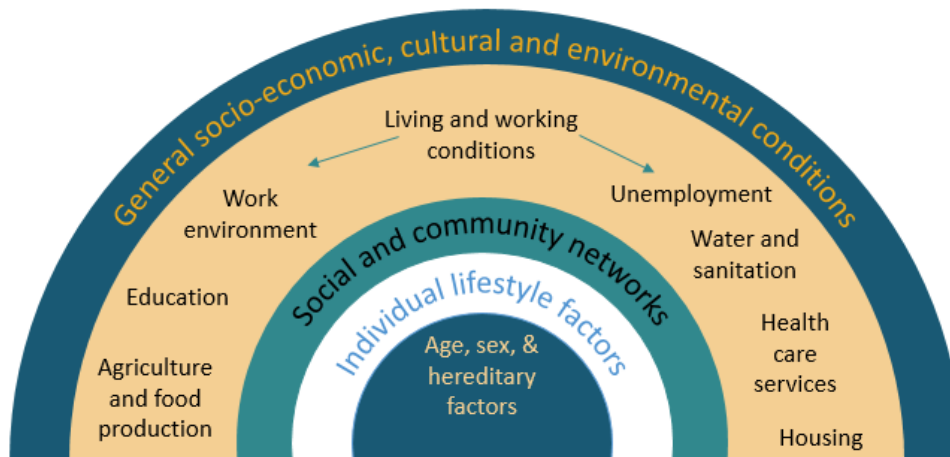 General socio-economic, cultural and environmental conditions
Living and working
conditions
Work
environment
Education
Agriculture
and food
production
Unemployment
Water and
sanitation
Health
care
services
Housing
Social and community networks
Individual lifestyle factors
Age, sex, &
hereditary
factors